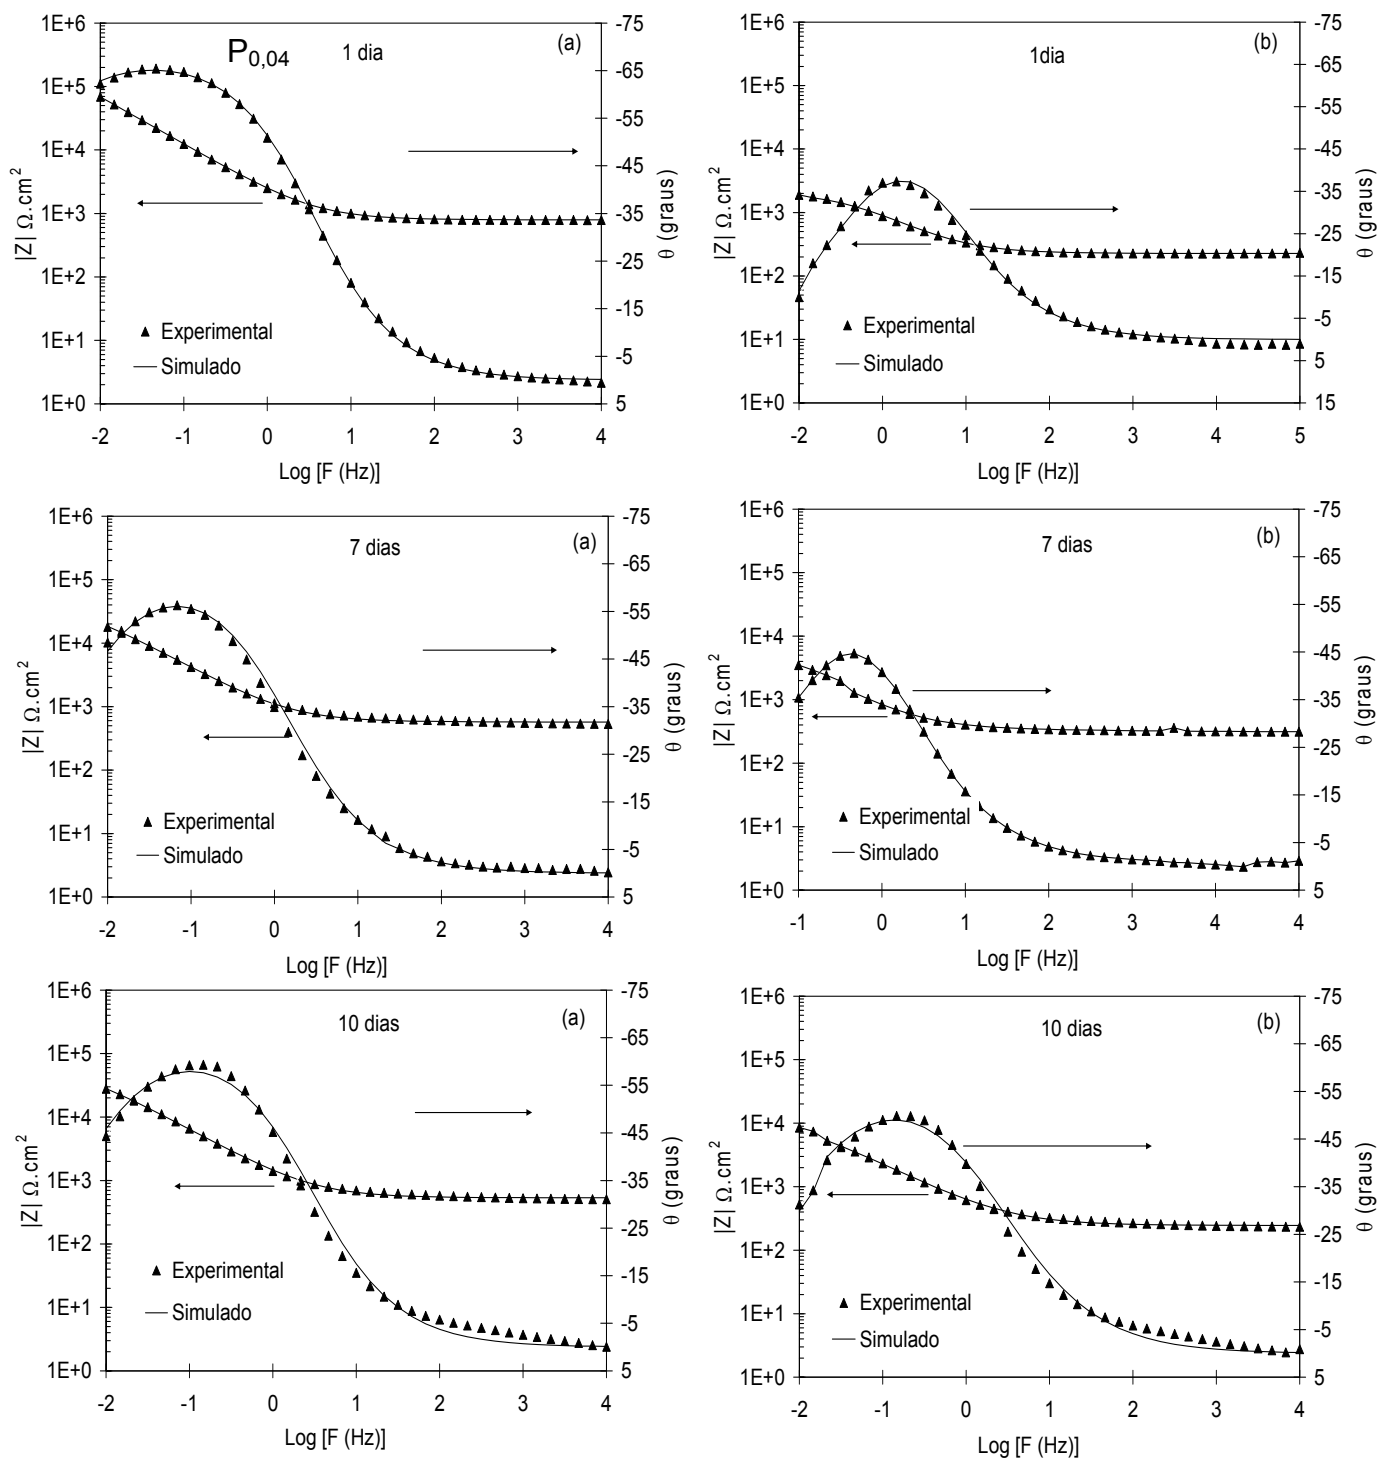 P0,04
1 dia
(a)
1E+6
1E+5
1E+4
1E+3
1E+2
1E+1
1E+0
|Z| Ω.cm2
-75
-65
-55
-45
-35
-25
-15
-5
5
θ (graus)
Experimental
Simulado
-2 -1 0 1 2 3 4
Log [F (Hz)]
1dia
(b)
1E+6
1E+5
1E+4
1E+3
1E+2
1E+1
1E+0
|Z| Ω.cm2
-75
-65
-55
-45
-35
-25
-15
-5
5
15
θ (graus)
Experimental
Simulado
-2 -1 0 1 2 3 4 5
Log [F (Hz)]
7 dias
(a)
1E+6
1E+5
1E+4
1E+3
1E+2
1E+1
1E+0
|Z| Ω.cm2
-75
-65
-55
-45
-35
-25
-15
-5
5
θ (graus)
Experimental
Simulado
-2 -1 0 1 2 3 4
Log [F (Hz)]
7 dias
(b)
1E+6
1E+5
1E+4
1E+3
1E+2
1E+1
1E+0
|Z| Ω.cm2
-75
-65
-55
-45
-35
-25
-15
-5
5
θ (graus)
Experimental
Simulado
-1 0 1 2 3 4
Log [F (Hz)]
10 dias
(a)
1E+6
1E+5
1E+4
1E+3
1E+2
1E+1
1E+0
|Z| Ω.cm2
-75
-65
-55
-45
-35
-25
-15
-5
5
θ (graus)
Experimental
Simulado
-2 -1 0 1 2 3 4
Log [F (Hz)]
10 dias
(b)
1E+6
1E+5
1E+4
1E+3
1E+2
1E+1
1E+0
|Z| Ω.cm2
-75
-65
-55
-45
-35
-25
-15
-5
5
θ (graus)
Experimental
Simulado
-2 -1 0 1 2 3 4
Log [F (Hz)]